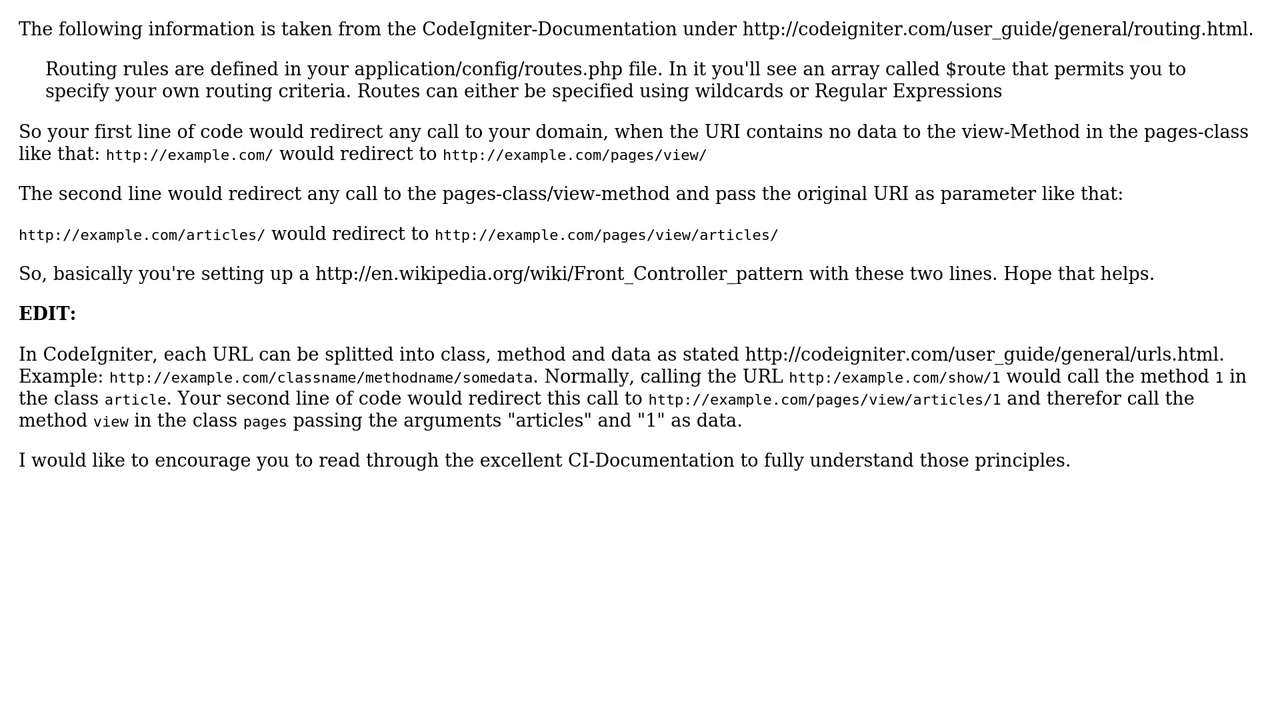 The following information is taken from the CodeIgniter-Documentation under http://codeigniter.com/user_guide/general/routing.html.
Routing rules are defined in your application/config/routes.php file. In it you'll see an array called $route that permits you to
specify your own routing criteria. Routes can either be specified using wildcards or Regular Expressions
So your first line of code would redirect any call to your domain, when the URI contains no data to the view-Method in the pages-class
like that: http://example.com/ would redirect to http://example.com/pages/view/
The second line would redirect any call to the pages-class/view-method and pass the original URI as parameter like that:
http://example.com/articles/ would redirect to http://example.com/pages/view/articles/
So, basically you're setting up a http://en.wikipedia.org/wiki/Front_Controller_pattern with these two lines. Hope that helps.
EDIT:
In CodeIgniter, each URL can be splitted into class, method and data as stated http://codeigniter.com/user_guide/general/urls.html.
Example: http://example.com/classname/methodname/somedata. Normally, calling the URL http:/example.com/show/1 would call the method 1 in
the class article. Your second line of code would redirect this call to http://example.com/pages/view/articles/1 and therefor call the
method view in the class pages passing the arguments "articles" and "1" as data.
I would like to encourage you to read through the excellent CI-Documentation to fully understand those principles.